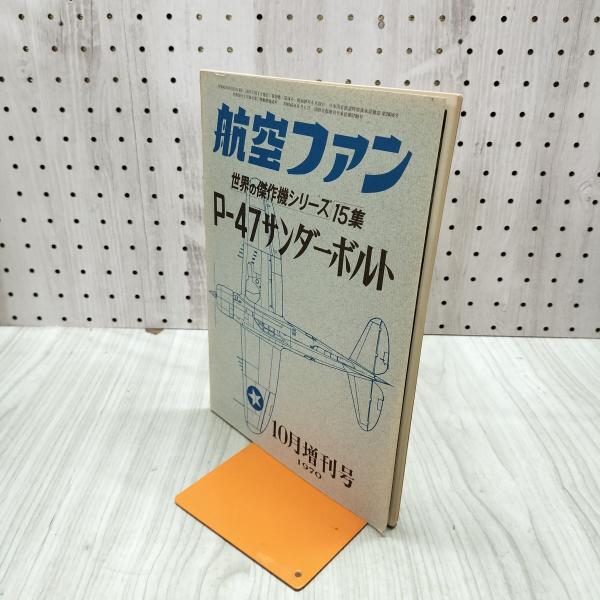 航空ファン
世界の傑作機シリーズ15集
P-47サンダーボルト
10月増刊号
1970